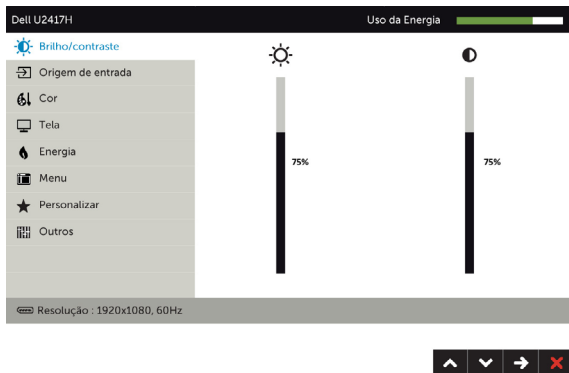 Dell U2417H
Uso da Energia
Brilho/contraste
Origem de entrada
Cor
Tela
Energia
Menu
Personalizar
Outros
75%
75%
Resolução : 1920x1080, 60Hz